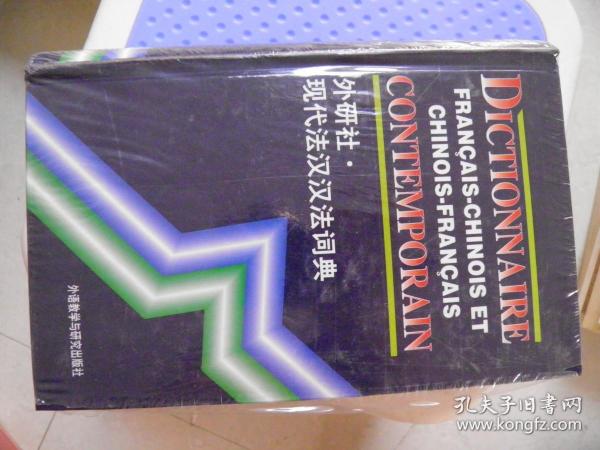 DICTIONNAIRE
FRANÇAIS-CHINOIS ET
CHINOIS-FRANÇAIS
CONTEMPORAIN
外研社·
现代法汉汉法词典
外语教学与研究出版社
孔夫子旧书网
www.kongfz.com